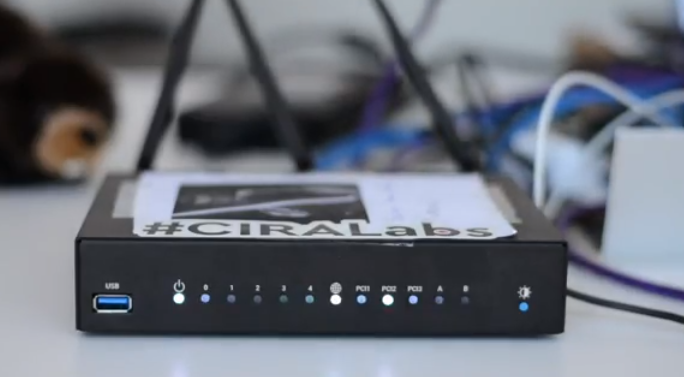 #CIRALabs
USB 0 1 2 3 4 PCI1 PCI2 PCI3 A B